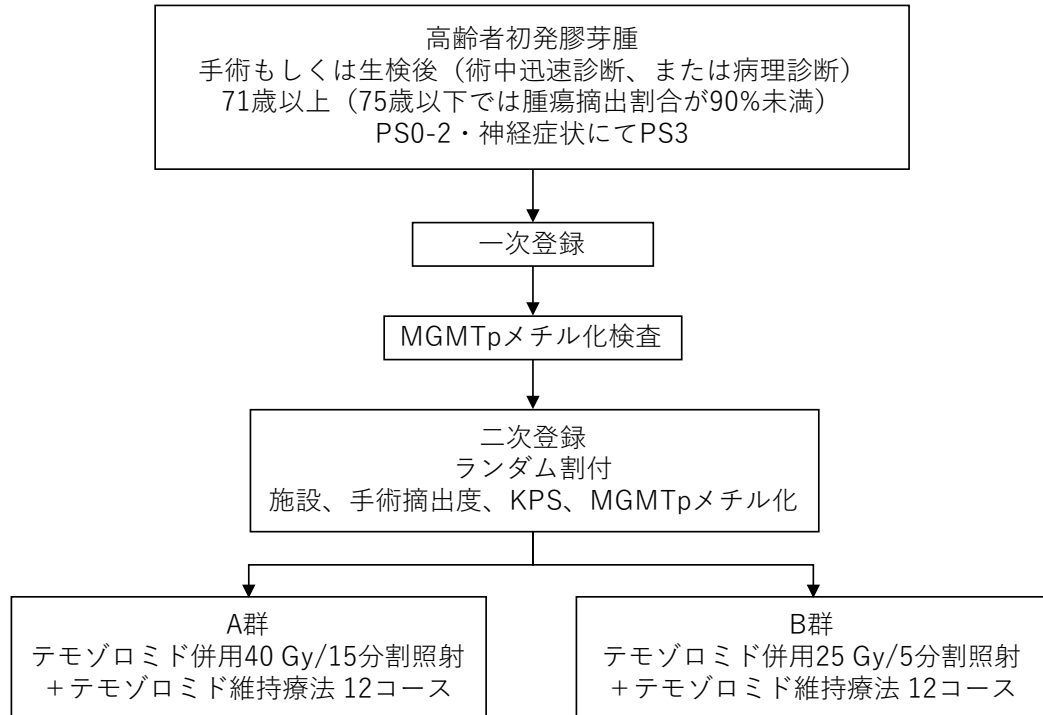 高齢者初発膠芽腫
手術もしくは生検後（術中迅速診断、または病理診断）
71歳以上（75歳以下では腫瘍摘出割合が90%未満）
PS0-2・神経症状にてPS3
一次登録
MGMTpメチル化検査
二次登録
ランダム割付
施設、手術摘出度、KPS、MGMTpメチル化
A群
テモゾロミド併用40 Gy/15分割照射
＋テモゾロミド維持療法 12コース
B群
テモゾロミド併用25 Gy/5分割照射
＋テモゾロミド維持療法 12コース